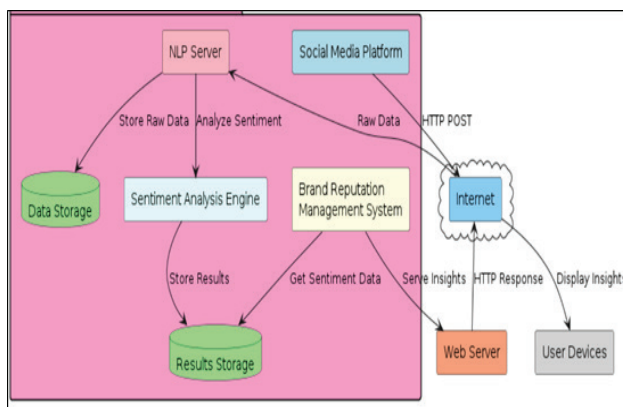 NLP Server
Social Media Platform
Store Raw Data
Analyze Sentiment
Raw Data
HTTP POST
Data Storage
Sentiment Analysis Engine
Brand Reputation
Management System
Internet
Store Results
Get Sentiment Data
Serve Insights
HTTP Response
Display Insights
Results Storage
Web Server
User Devices